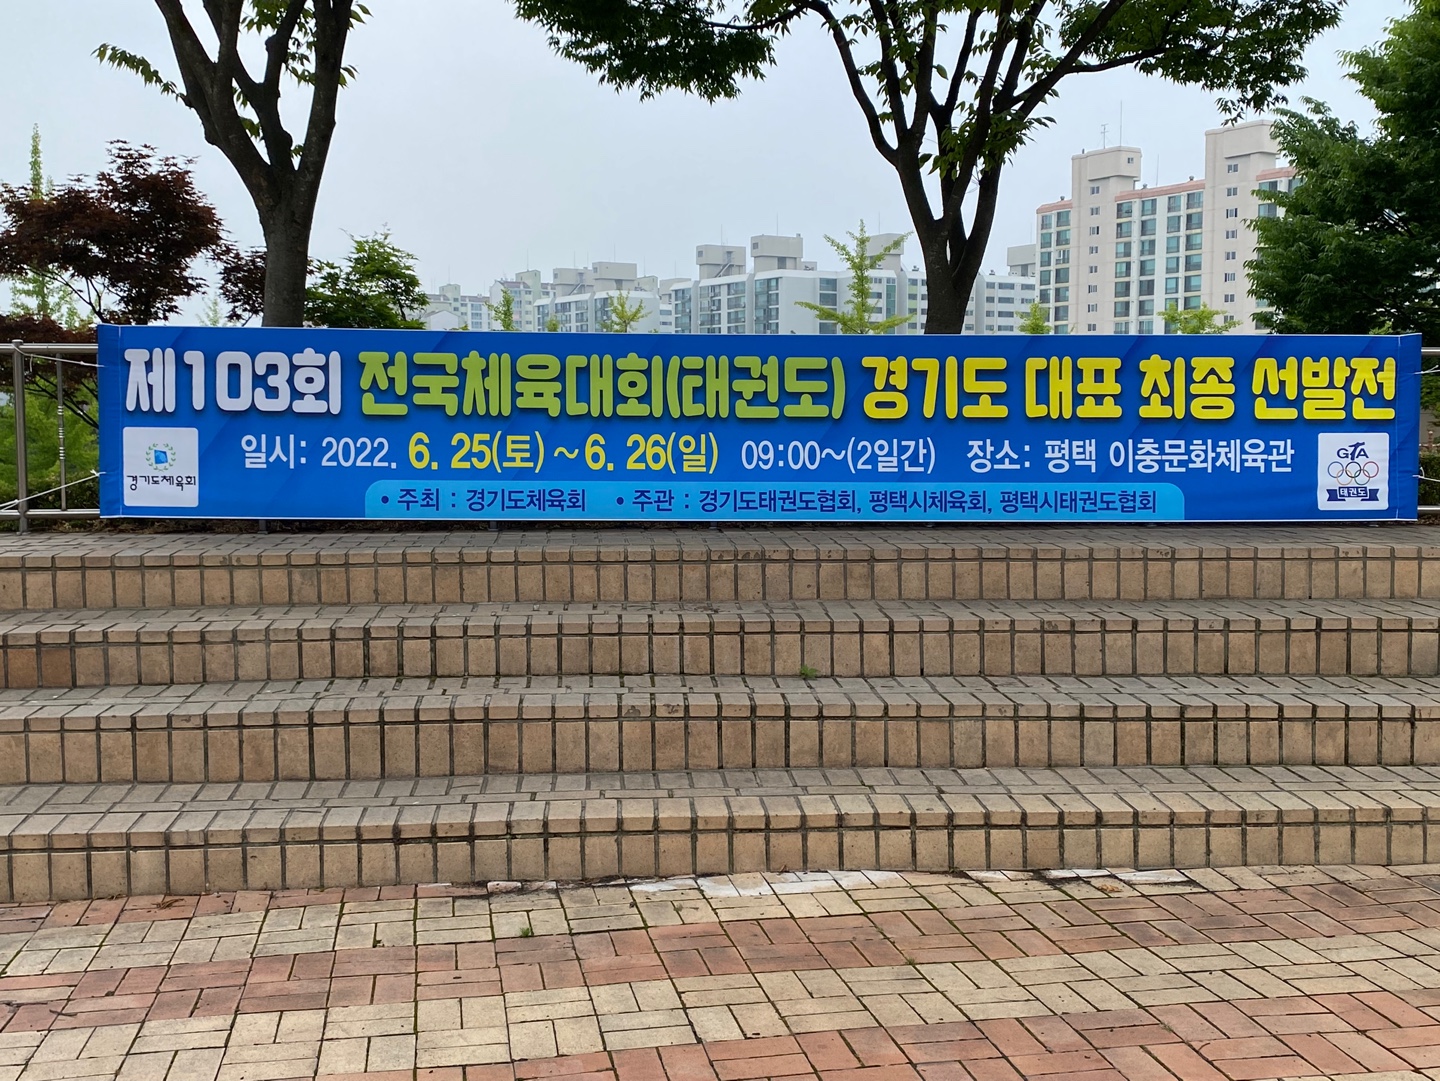 제103회 전국체육대회(태권도) 경기도 대표 최종 선발전
일시: 2022. 6. 25(토) ~ 6. 26(일) 09:00~(2일간) 장소: 평택 이충문화체육관
• 주최 : 경기도체육회 • 주관 : 경기도태권도협회, 평택시체육회, 평택시태권도협회
경기도체육회
GTA
태권도